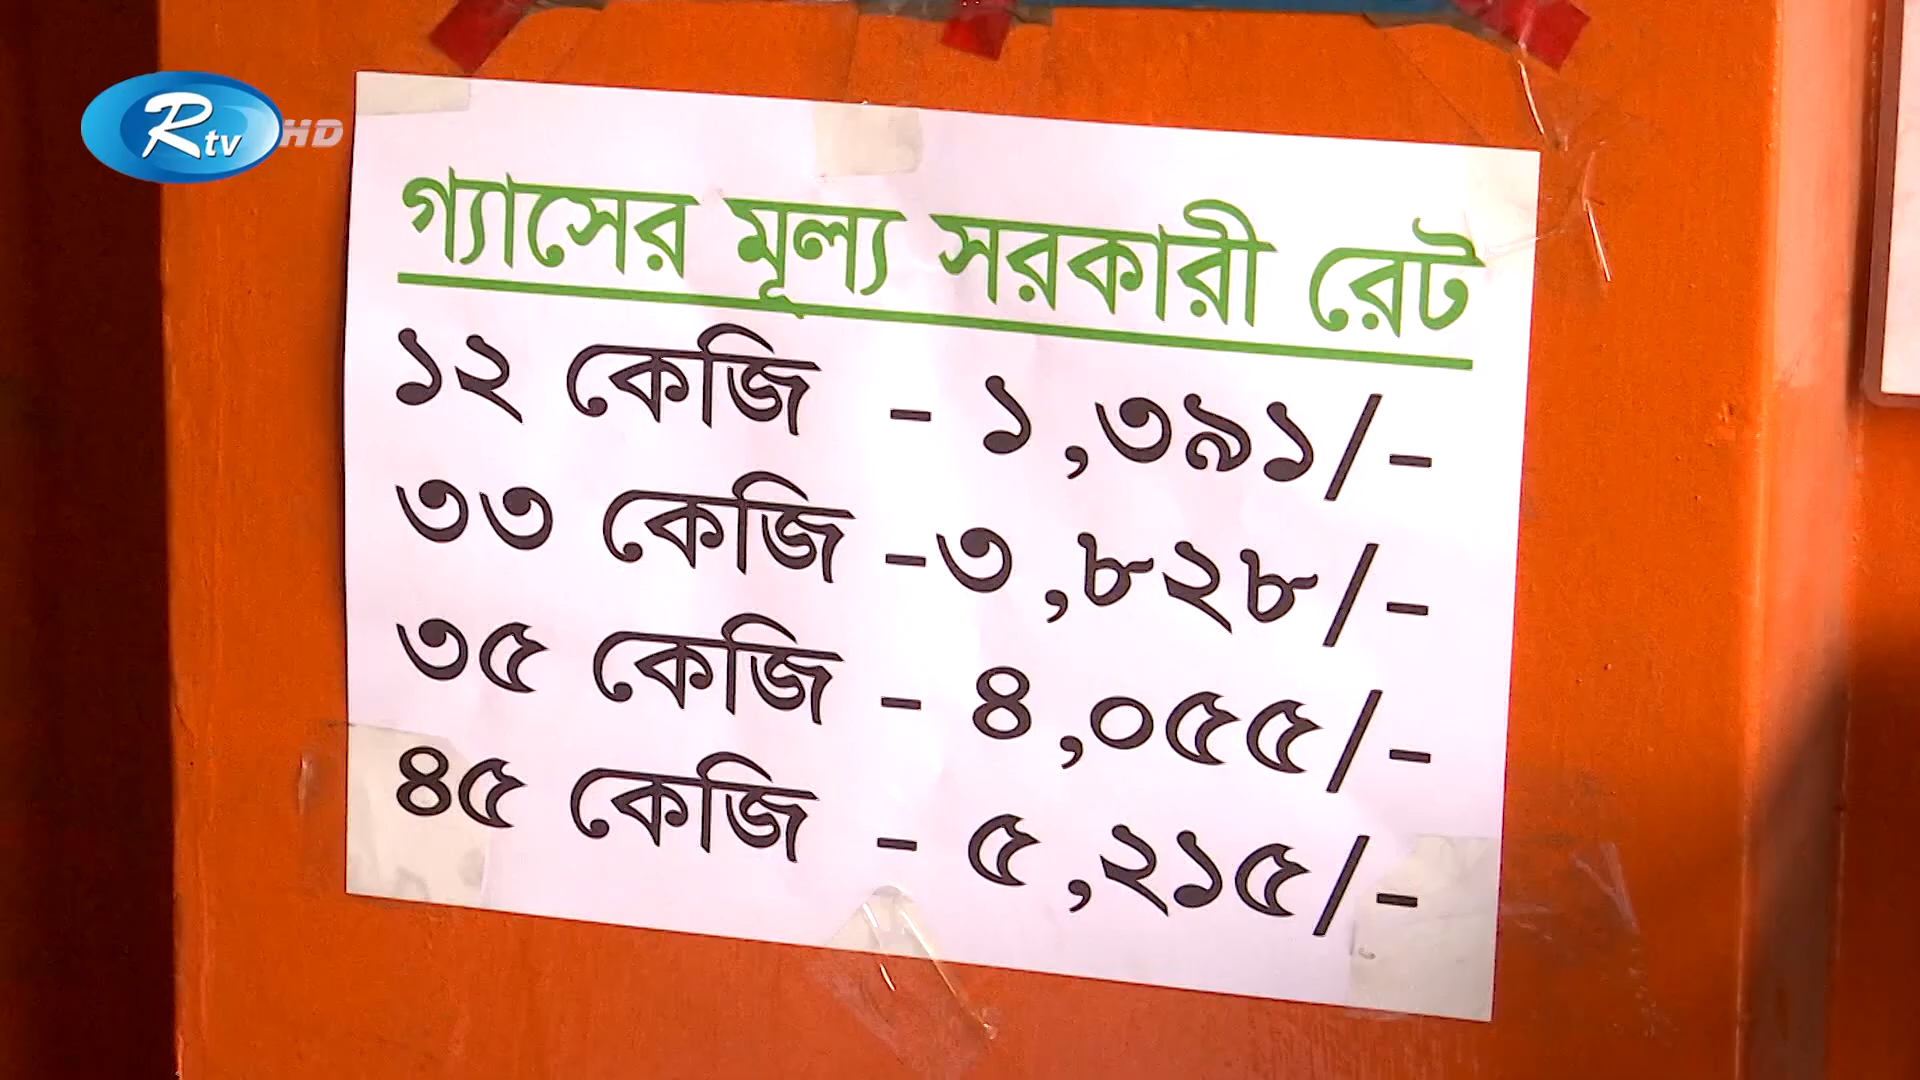 Rtv HD
গ্যাসের মূল্য সরকারী রেট
১২ কেজি - ১,৩৯১/-
৩৩ কেজি -৩,৮২৮/-
৩৫ কেজি - ৪,০৫৫/-
৪৫ কেজি - ৫,২১৫/-